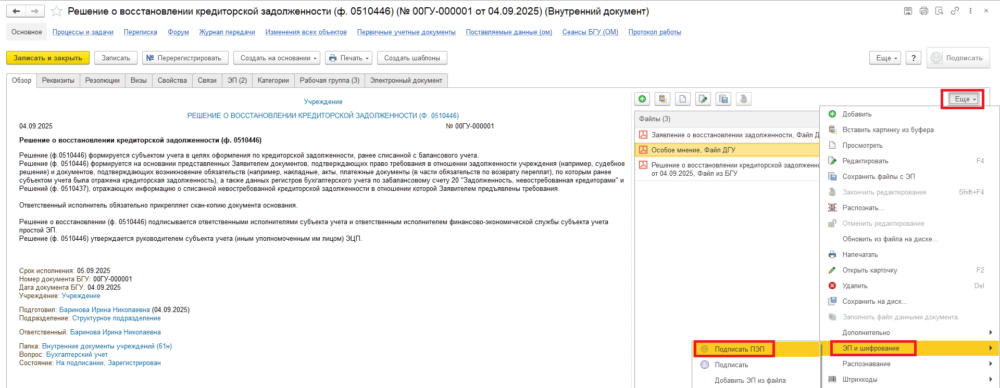 Решение о восстановлении кредиторской задолженности (ф. 0510446) (№ 00ГУ-000001 от 04.09.2025) (Внутренний документ)
Основное Процессы и задачи Переписка Форум Журнал передачи Изменения всех объектов Первичные учетные документы Поставляемые данные (ом) Сеансы БГУ (ОМ) Протокол работы
Записать и закрыть Записать № Перерегистрировать Создать на основании Печать Создать шаблоны Еще ? Подписать
Обзор Реквизиты Резолюции Визы Свойства Связи ЭП (2) Категории Рабочая группа (3) Электронный документ
Учреждение
РЕШЕНИЕ О ВОССТАНОВЛЕНИИ КРЕДИТОРСКОЙ ЗАДОЛЖЕННОСТИ (Ф. 0510446)
04.09.2025 № 00ГУ-000001
Решение о восстановлении кредиторской задолженности (ф. 0510446)
Решение (ф.0510446) формируется субъектом учета в целях оформления по кредиторской задолженности, ранее списанной с балансового учета.
Решение (ф. 0510446) формируется на основании представленных Заявителем документов, подтверждающих право требования в отношении задолженности учреждения (например, судебное
решение) и документов, подтверждающих возникновение обязательств (например, накладные, акты, платежные документы (в части обязательств по возврату переплат), по которым ранее
субъектом учета была отражена кредиторская задолженность), а также данных регистров бухгалтерского учета по забалансовому счету 20 "Задолженность, невостребованная кредиторами" и
Решений (ф. 0510437), отражающих информацию о списанной невостребованной кредиторской задолженности в отношении которой Заявителем предъявлены требования.
Ответственный исполнитель обязательно прикрепляет скан-копию документа основания.
Решение о восстановлении (ф. 0510446) подписывается ответственными исполнителями субъекта учета и ответственным исполнителем финансово-экономической службы субъекта учета
простой ЭП.
Решение (ф. 0510446) утверждается руководителем субъекта учета (иным уполномоченным им лицом) ЭЦП.
Срок исполнения: 05.09.2025
Номер документа БГУ: 00ГУ-000001
Дата документа БГУ: 04.09.2025
Учреждение: Учреждение
Подготовил: Баринова Ирина Николаевна (04.09.2025)
Подразделение: Структурное подразделение
Ответственный: Баринова Ирина Николаевна
Папка: Внутренние документы учреждений (61н)
Вопрос: Бухгалтерский учет
Состояние: На подписании, Зарегистрирован
Еще
Файлы (3)
Заявление о восстановлении задолженности, Файл Д
Особое мнение, Файл ДГУ
Решение о восстановлении кредиторской задолженно
от 04.09.2025, Файл из БГУ
Добавить
Вставить картинку из буфера
Просмотреть
Редактировать F4
Сохранить файлы с ЭП
Закончить редактирование Shift+F4
Распознать...
Отменить редактирование
Обновить из файла на диске...
Напечатать
Открыть карточку F2
Удалить Del
Сохранить на диск...
Заполнить файл данными документа
Дополнительно
ЭП и шифрование
Распознавание
Штрихкоды
Подписать ПЭП
Подписать
Добавить ЭП из файла